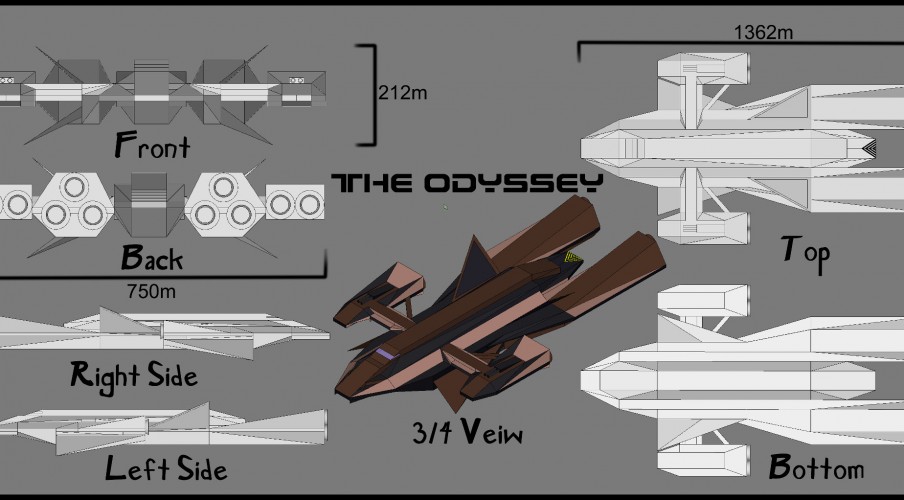 1362m
212m
Front
THE ODYSSEY
Back
Top
750m
Right Side
3/4 Veiw
Left Side
Bottom